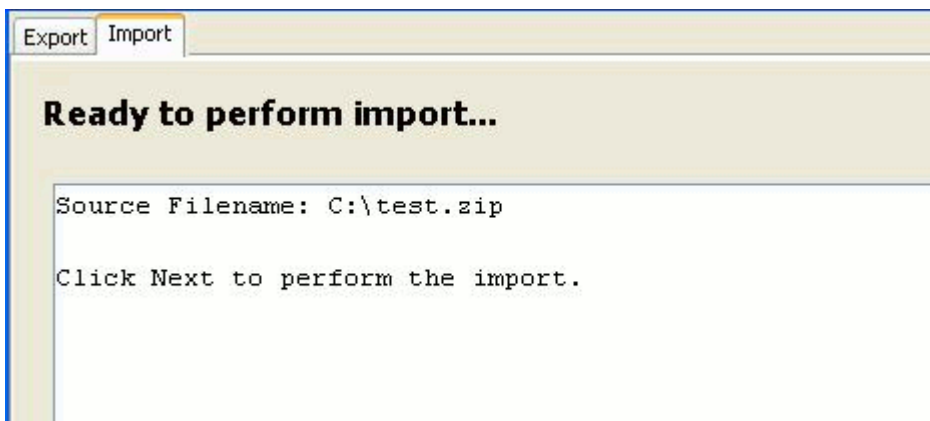 Export Import
Ready to perform import...
Source Filename: C:\test.zip
Click Next to perform the import.